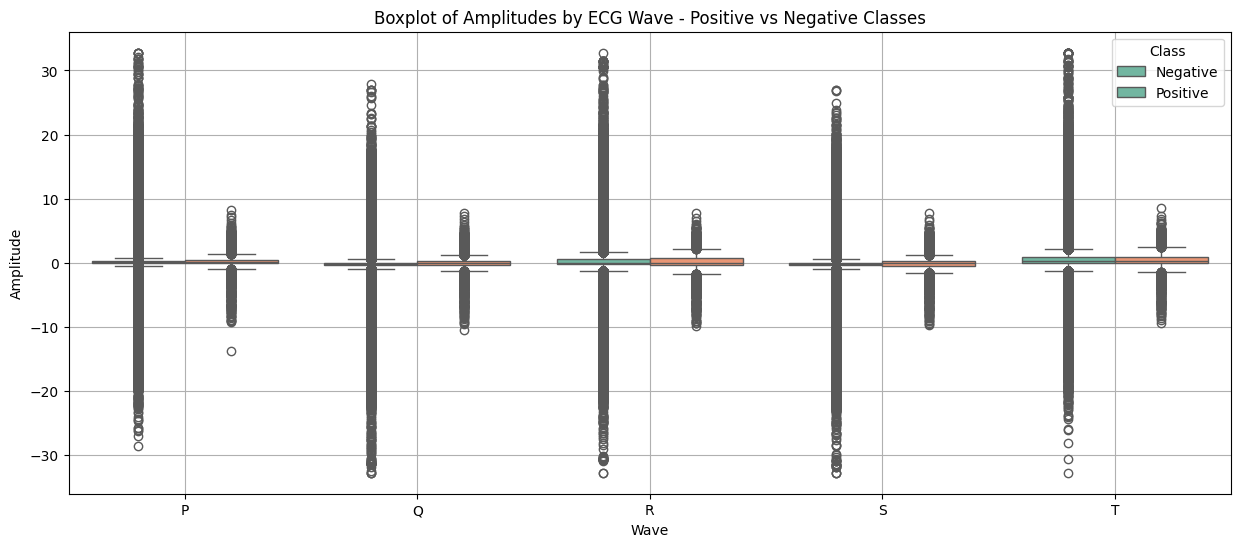 Boxplot of Amplitudes by ECG Wave - Positive vs Negative Classes
Class
Negative
Positive
30
20
10
0
−10
−20
−30
Amplitude
P Q R S T
Wave